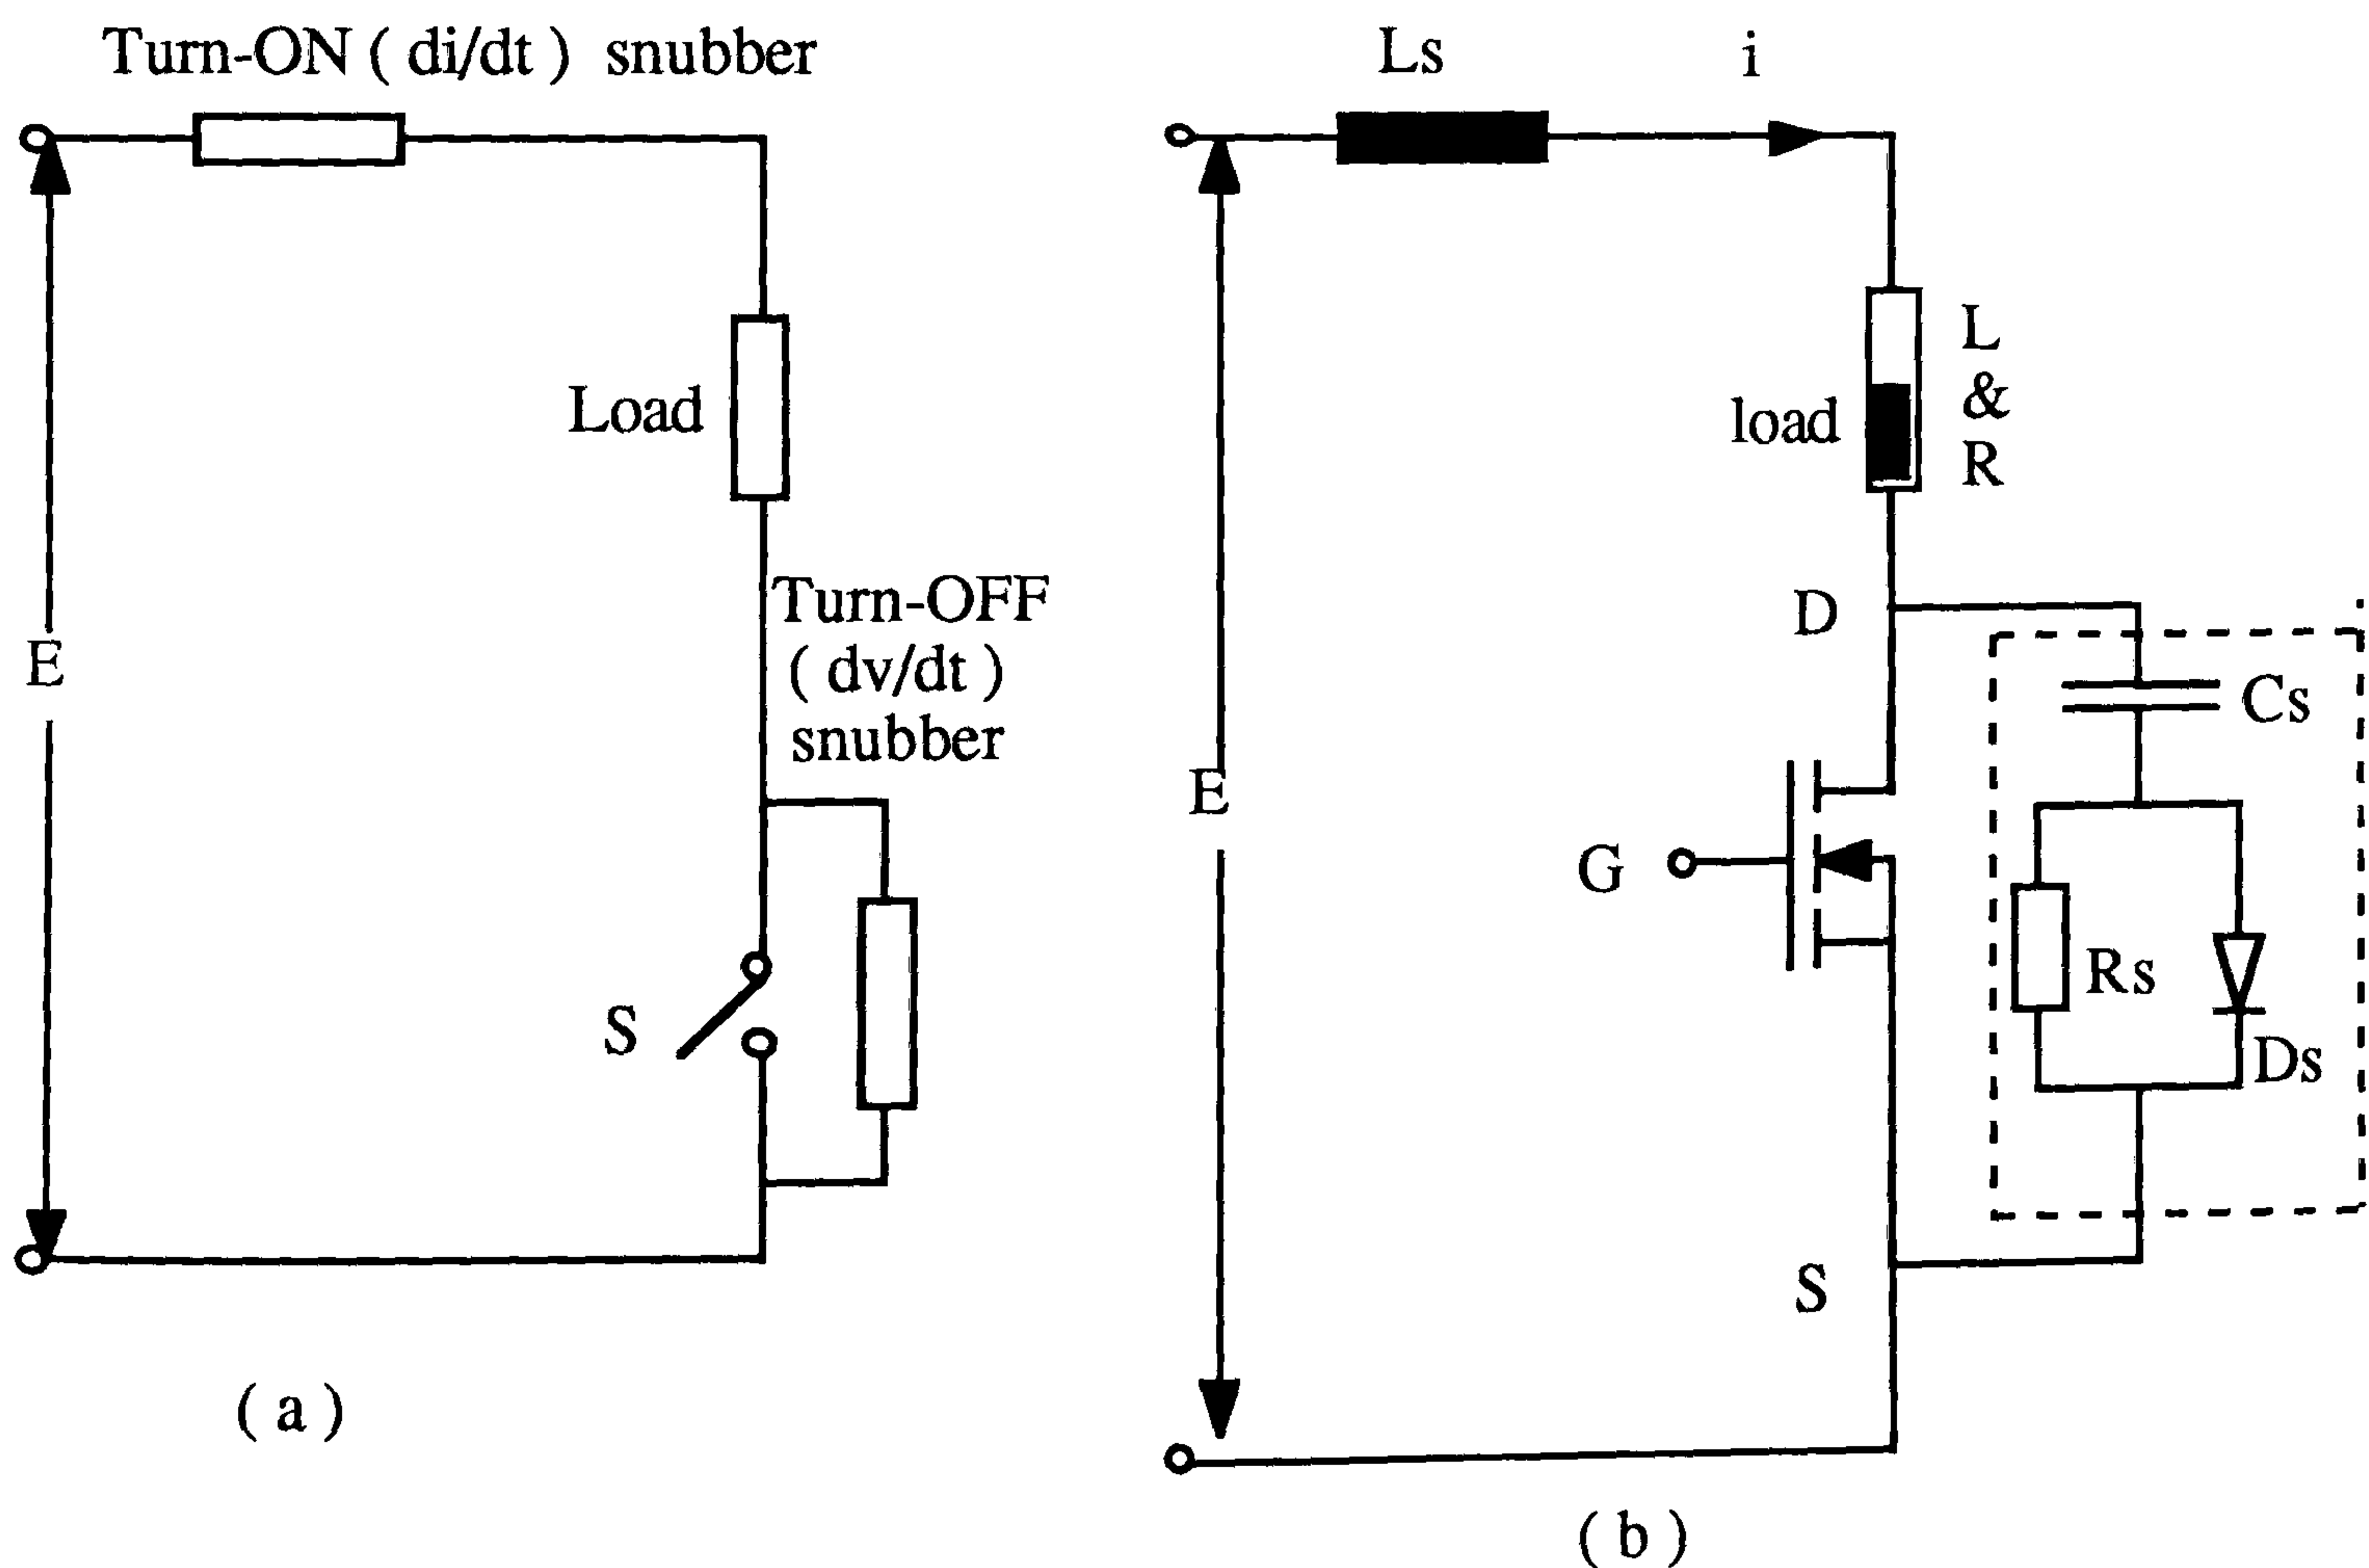 Turn-ON ( di/dt ) snubber
Load
Turn-OFF
( dv/dt )
snubber
E
S
( a )
Ls
i
L
&
R
load
D
Cs
E
G
Rs
Ds
S
( b )